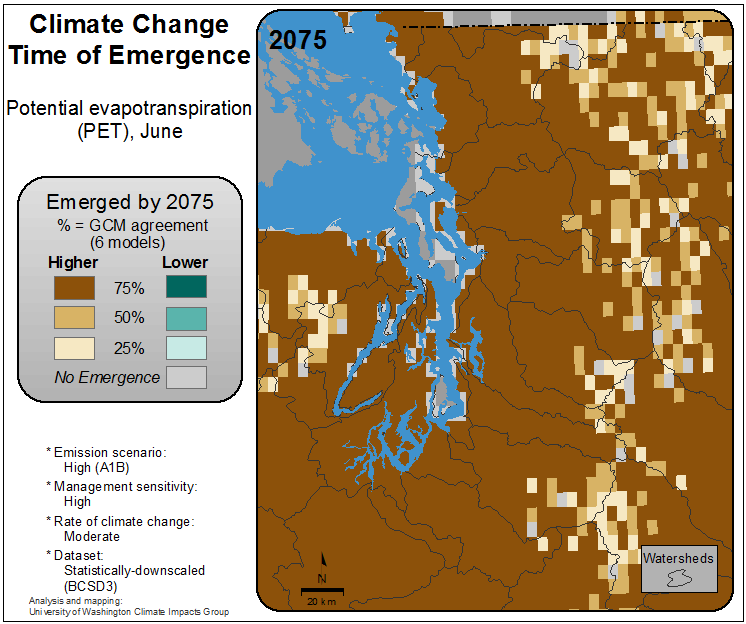 Climate Change
Time of Emergence
Potential evapotranspiration
(PET), June
Emerged by 2075
% = GCM agreement
(6 models)
Higher Lower
75%
50%
25%
No Emergence
* Emission scenario:
High (A1B)
* Management sensitivity:
High
* Rate of climate change:
Moderate
* Dataset:
Statistically-downscaled
(BCSD3)
Analysis and mapping:
University of Washington Climate Impacts Group
2075
N
20 km
Watersheds